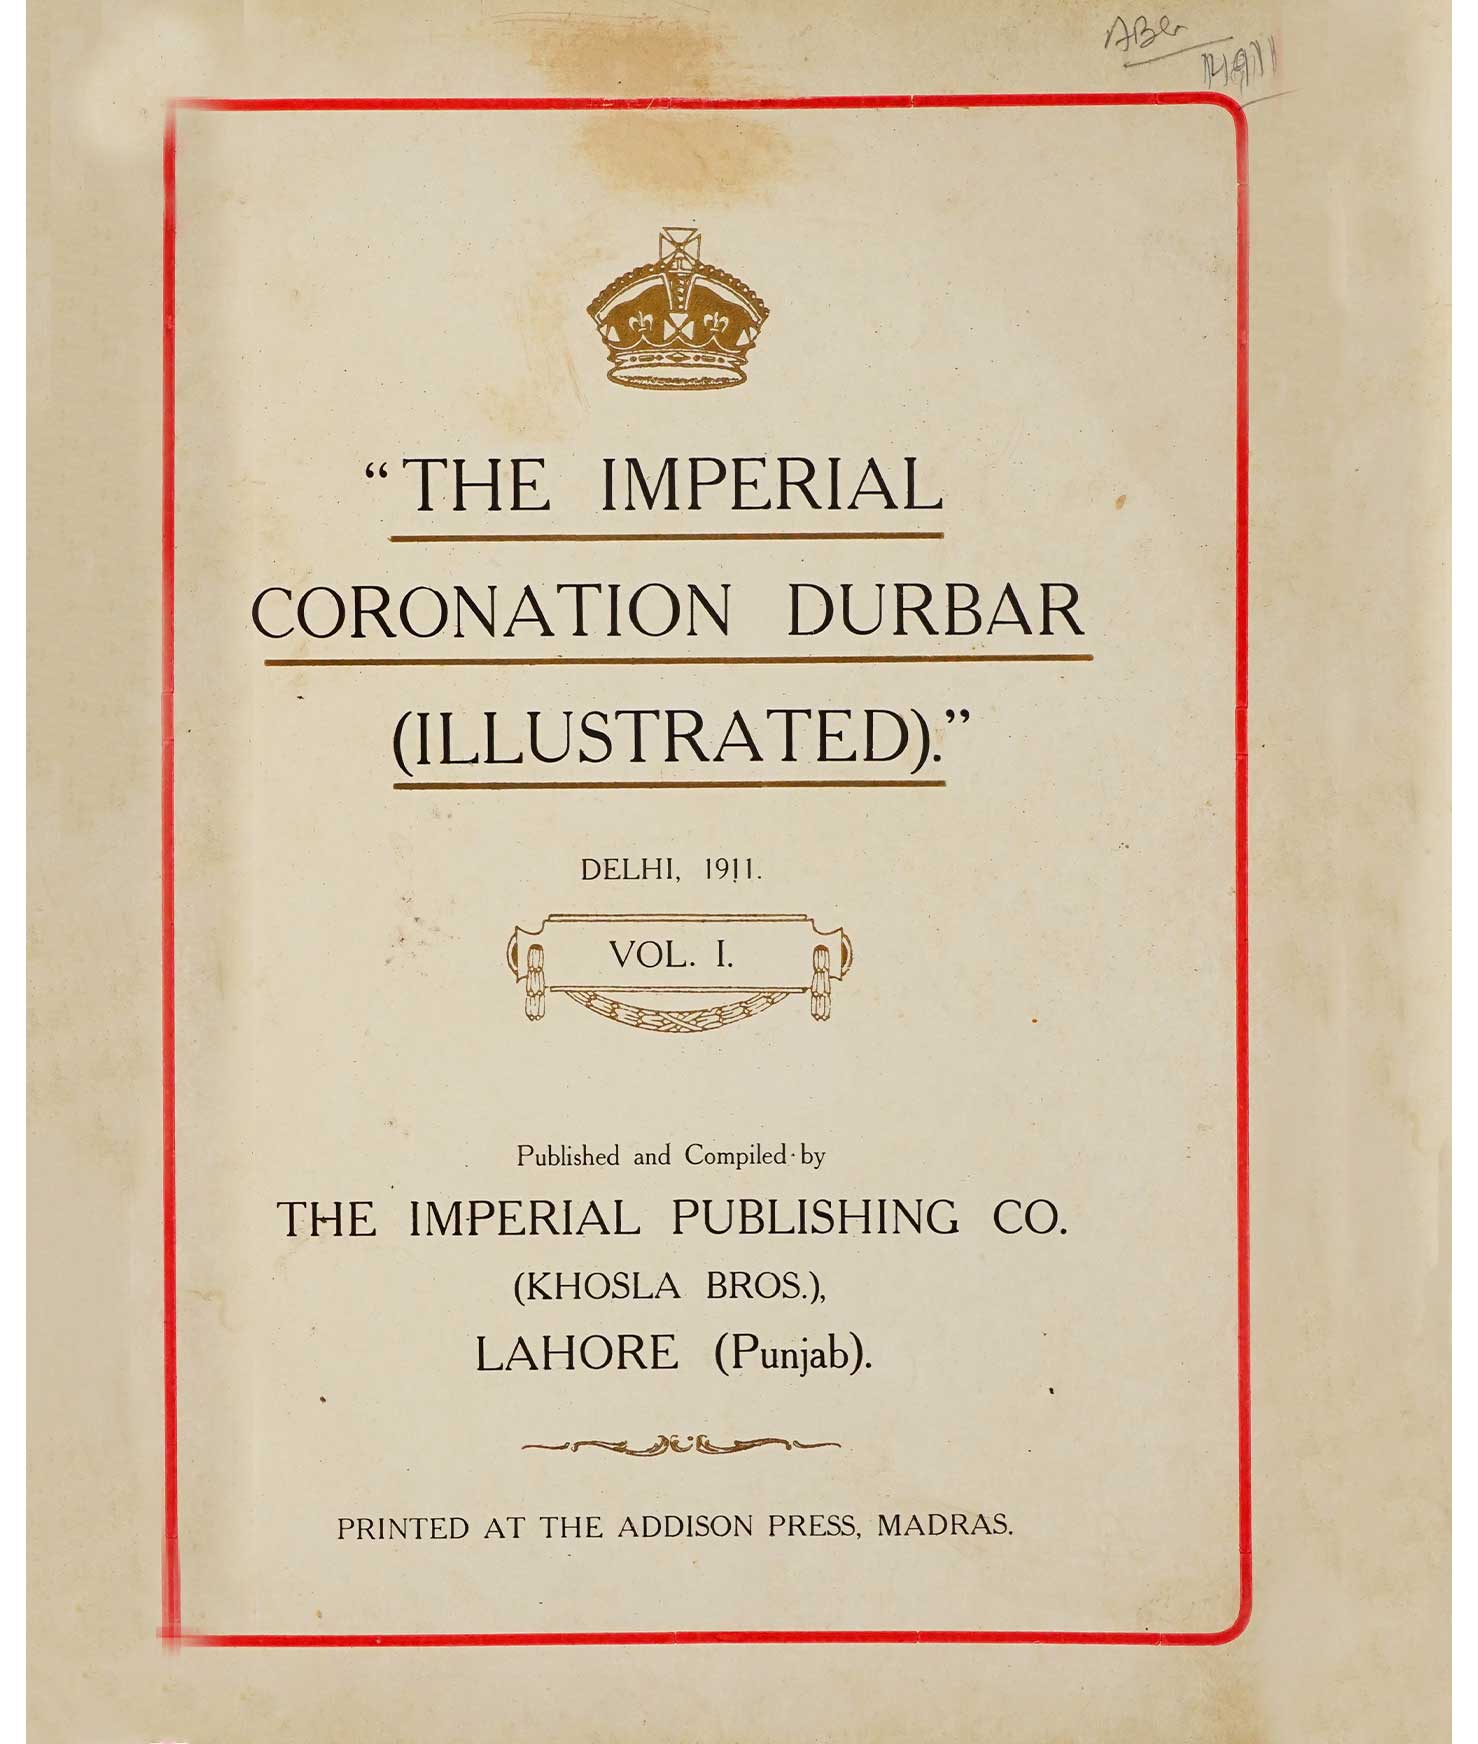 “THE IMPERIAL
CORONATION DURBAR
(ILLUSTRATED).”
DELHI, 1911.
VOL. I.
Published and Compiled by
THE IMPERIAL PUBLISHING CO.
(KHOSLA BROS.),
LAHORE (Punjab).
PRINTED AT THE ADDISON PRESS, MADRAS.